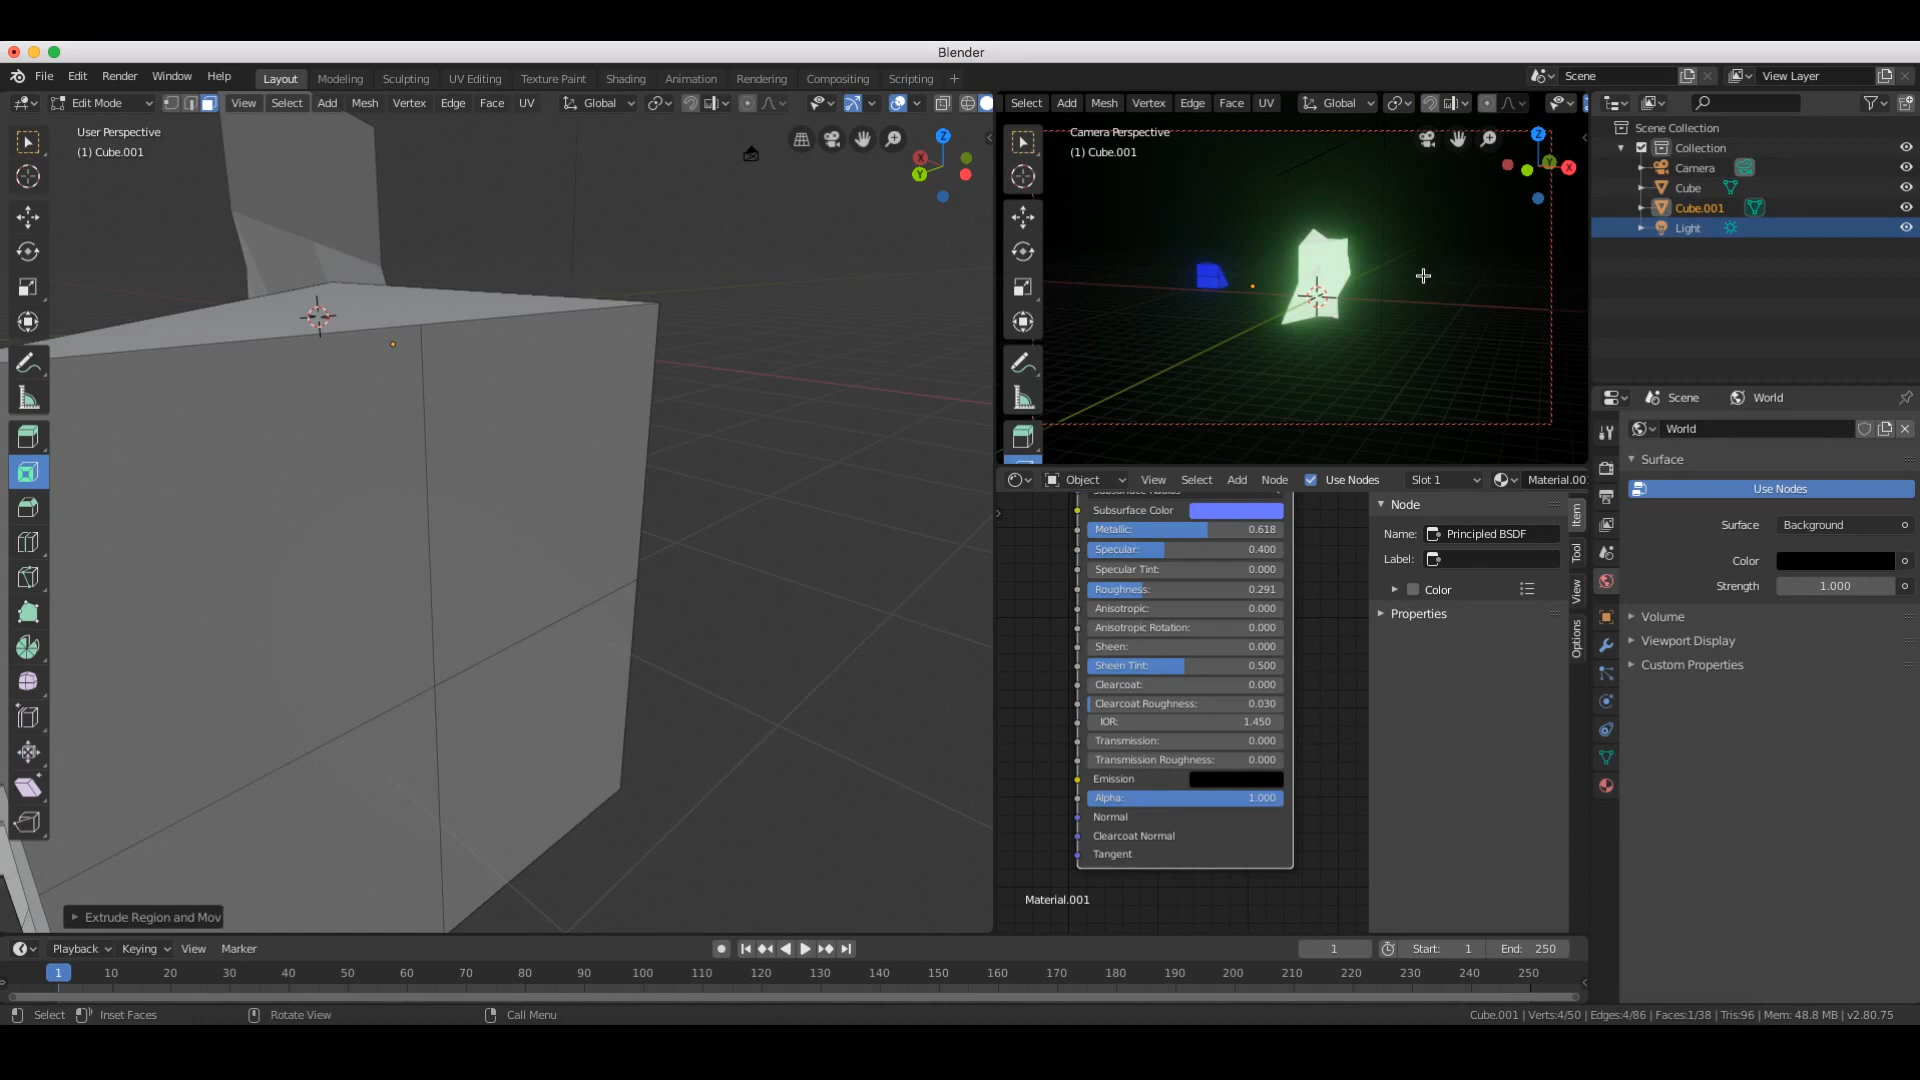 Blender
File Edit Render Window Help
Layout Modeling Sculpting UV Editing Texture Paint Shading Animation Rendering Compositing Scripting +
Scene
View Layer
Edit Mode View Select Add Mesh Vertex Edge Face UV Global
Select Add Mesh Vertex Edge Face UV Global
User Perspective
(1) Cube.001
Camera Perspective
(1) Cube.001
Scene Collection
Collection
Camera
Cube
Cube.001
Light
Scene World
World
Surface
Use Nodes
Surface Background
Color
Strength 1.000
Volume
Viewport Display
Custom Properties
Object View Select Add Node Use Nodes Slot 1 Material.00
Subsurface Color
Metallic: 0.618
Specular: 0.400
Specular Tint: 0.000
Roughness: 0.291
Anisotropic: 0.000
Anisotropic Rotation: 0.000
Sheen: 0.000
Sheen Tint: 0.500
Clearcoat: 0.000
Clearcoat Roughness: 0.030
IOR: 1.450
Transmission: 0.000
Transmission Roughness: 0.000
Emission
Alpha: 1.000
Normal
Clearcoat Normal
Tangent
Material.001
Node
Name: Principled BSDF
Label:
Color
Properties
Item
Tool
View
Options
Extrude Region and Mov
Playback Keying View Marker
1 Start: 1 End: 250
1 10 20 30 40 50 60 70 80 90 100 110 120 130 140 150 160 170 180 190 200 210 220 230 240 250
Select Inset Faces Rotate View Call Menu
Cube.001 | Verts:4/50 | Edges:4/86 | Faces:1/38 | Tris:96 | Mem: 48.8 MB | v2.80.75